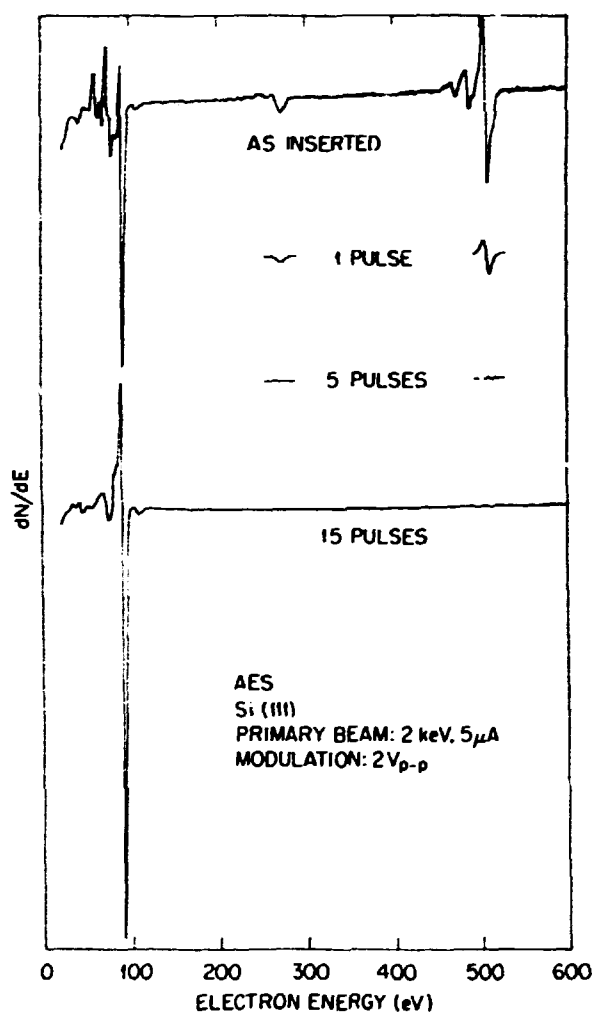 AS INSERTED
1 PULSE
5 PULSES
dN/dE
15 PULSES
AES
Si (111)
PRIMARY BEAM: 2 keV, 5μA
MODULATION: 2Vp-p
0 100 200 300 400 500 600
ELECTRON ENERGY (eV)